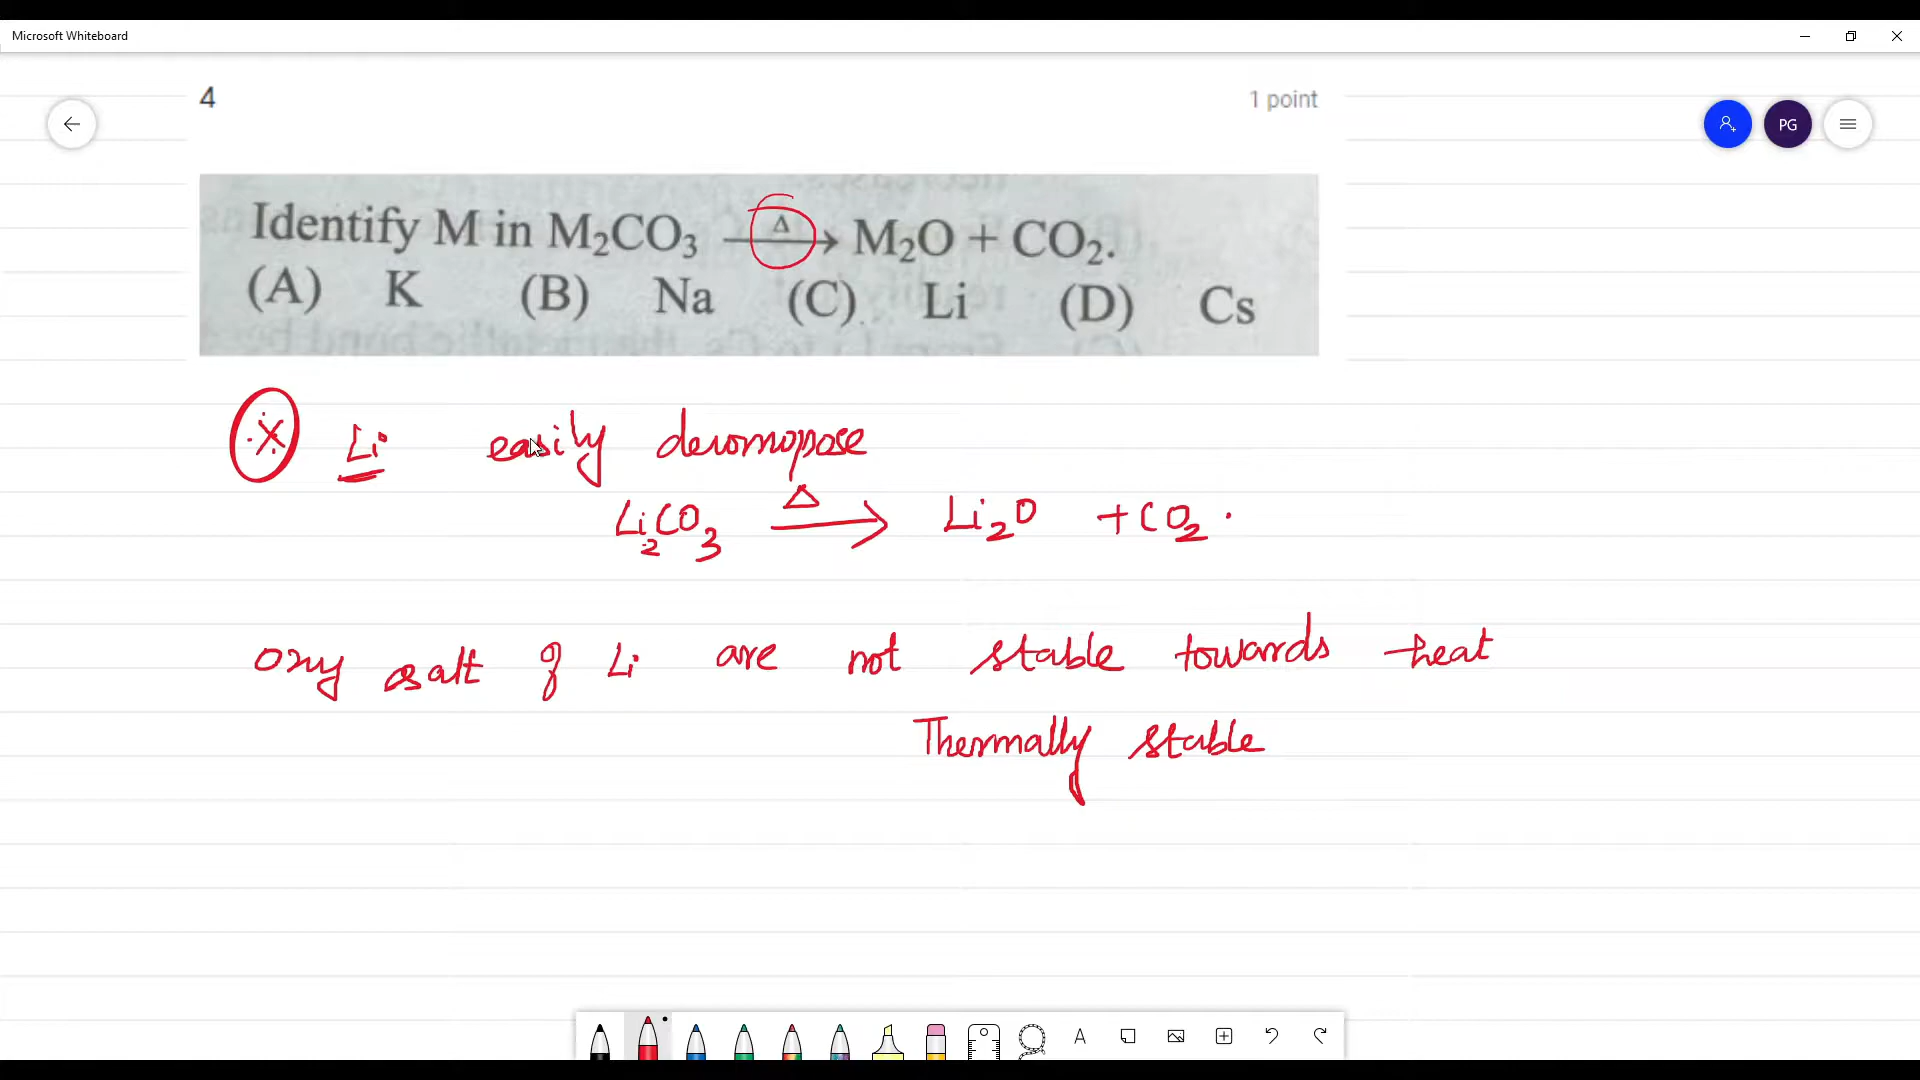 Microsoft Whiteboard
4
1 point
PG
Identify M in M₂CO₃ —Δ→ M₂O + CO₂.
(A) K (B) Na (C) Li (D) Cs
※ Li easily decomopose
Li₂CO₃ —Δ→ Li₂O + CO₂.
Oxy salt of Li are not stable towards heat
Thermally stable
A